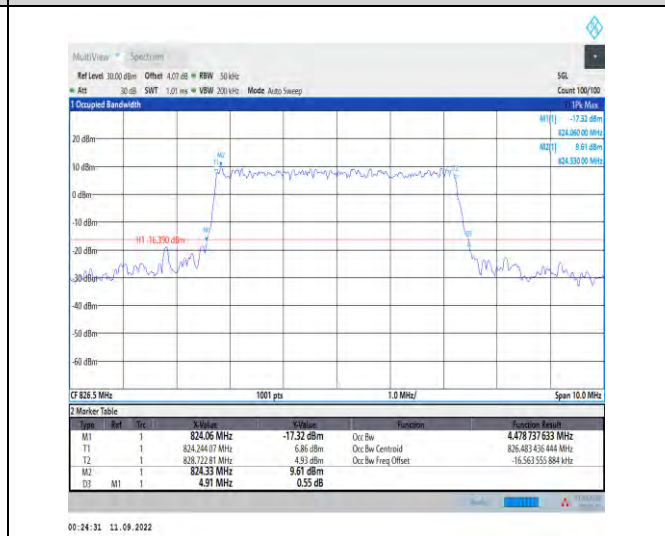 MultiView Spectrum
Ref Level 30.00 dBm Offset 4.07 dB RBW 50 kHz SGL
Att 30 dB SWT 1.01 ms VBW 200 kHz Mode Auto Sweep Count 100/100
1 Occupied Bandwidth 1Pk Max
M1[1] -17.32 dBm
824.060 00 MHz
M2[1] 9.61 dBm
824.330 00 MHz
20 dBm
M2
T1
T2
10 dBm
0 dBm
-10 dBm
H1 -16.390 dBm
D3
-20 dBm
-30 dBm
-40 dBm
-50 dBm
-60 dBm
CF 826.5 MHz 1001 pts 1.0 MHz/ Span 10.0 MHz
2 Marker Table
Type Ref Trc X-Value Y-Value Function Function Result
M1 1 824.06 MHz -17.32 dBm Occ Bw 4.478 737 633 MHz
T1 1 824.244 07 MHz 6.86 dBm Occ Bw Centroid 826.483 436 444 MHz
T2 1 828.722 81 MHz 4.93 dBm Occ Bw Freq Offset -16.563 555 884 kHz
M2 1 824.33 MHz 9.61 dBm
D3 M1 1 4.91 MHz 0.55 dB
00:24:31 11.09.2022